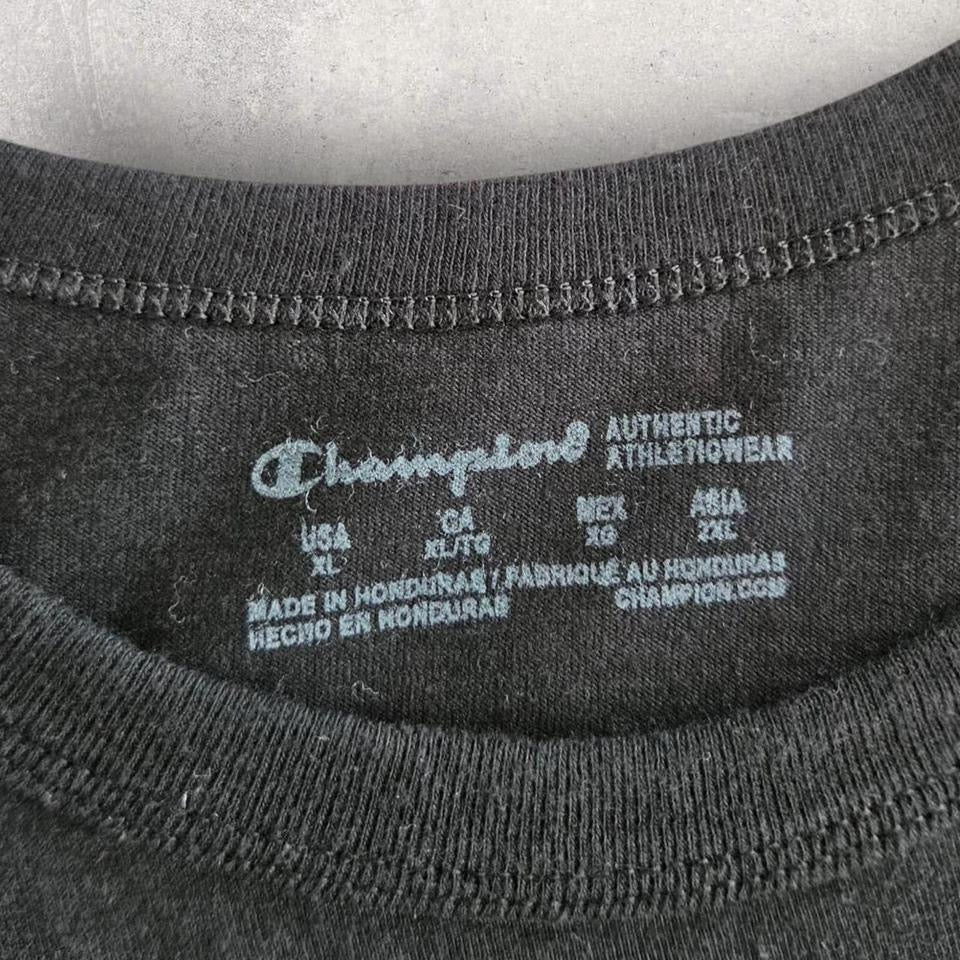 Champion® AUTHENTIC
ATHLETICWEAR
USA CA MEX ASIA
XL XL/TG XG 2XL
MADE IN HONDURAS / FABRIQUÉ AU HONDURAS
HECHO EN HONDURAS CHAMPION.COM